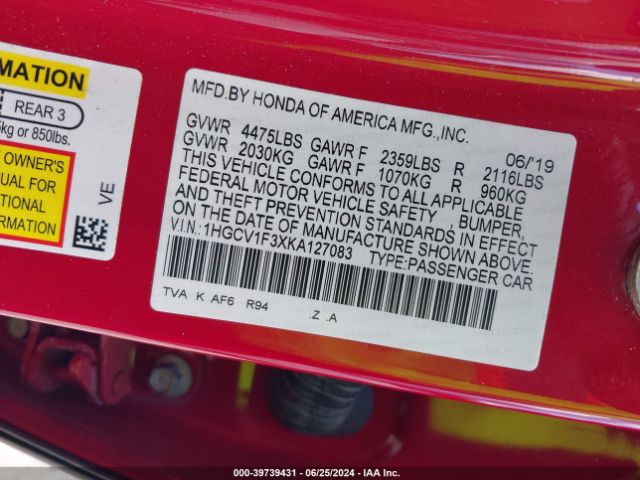 RMATION
REAR 3
kg or 850lbs.
OWNER'S
UAL FOR
TIONAL
RMATION
VE
MFD.BY HONDA OF AMERICA MFG.,INC.
06/'19
GVWR 4475LBS GAWR F 2359LBS R 2116LBS
GVWR 2030KG GAWR F 1070KG R 960KG
THIS VEHICLE CONFORMS TO ALL APPLICABLE
FEDERAL MOTOR VEHICLE SAFETY , BUMPER,
AND THEFT PREVENTION STANDARDS IN EFFECT
ON THE DATE OF MANUFACTURE SHOWN ABOVE.
V.I.N.: 1HGCV1F3XKA127083 TYPE:PASSENGER CAR
TVA K AF6 R94 .Z .A
000-39739431 - 06/25/2024 - IAA Inc.